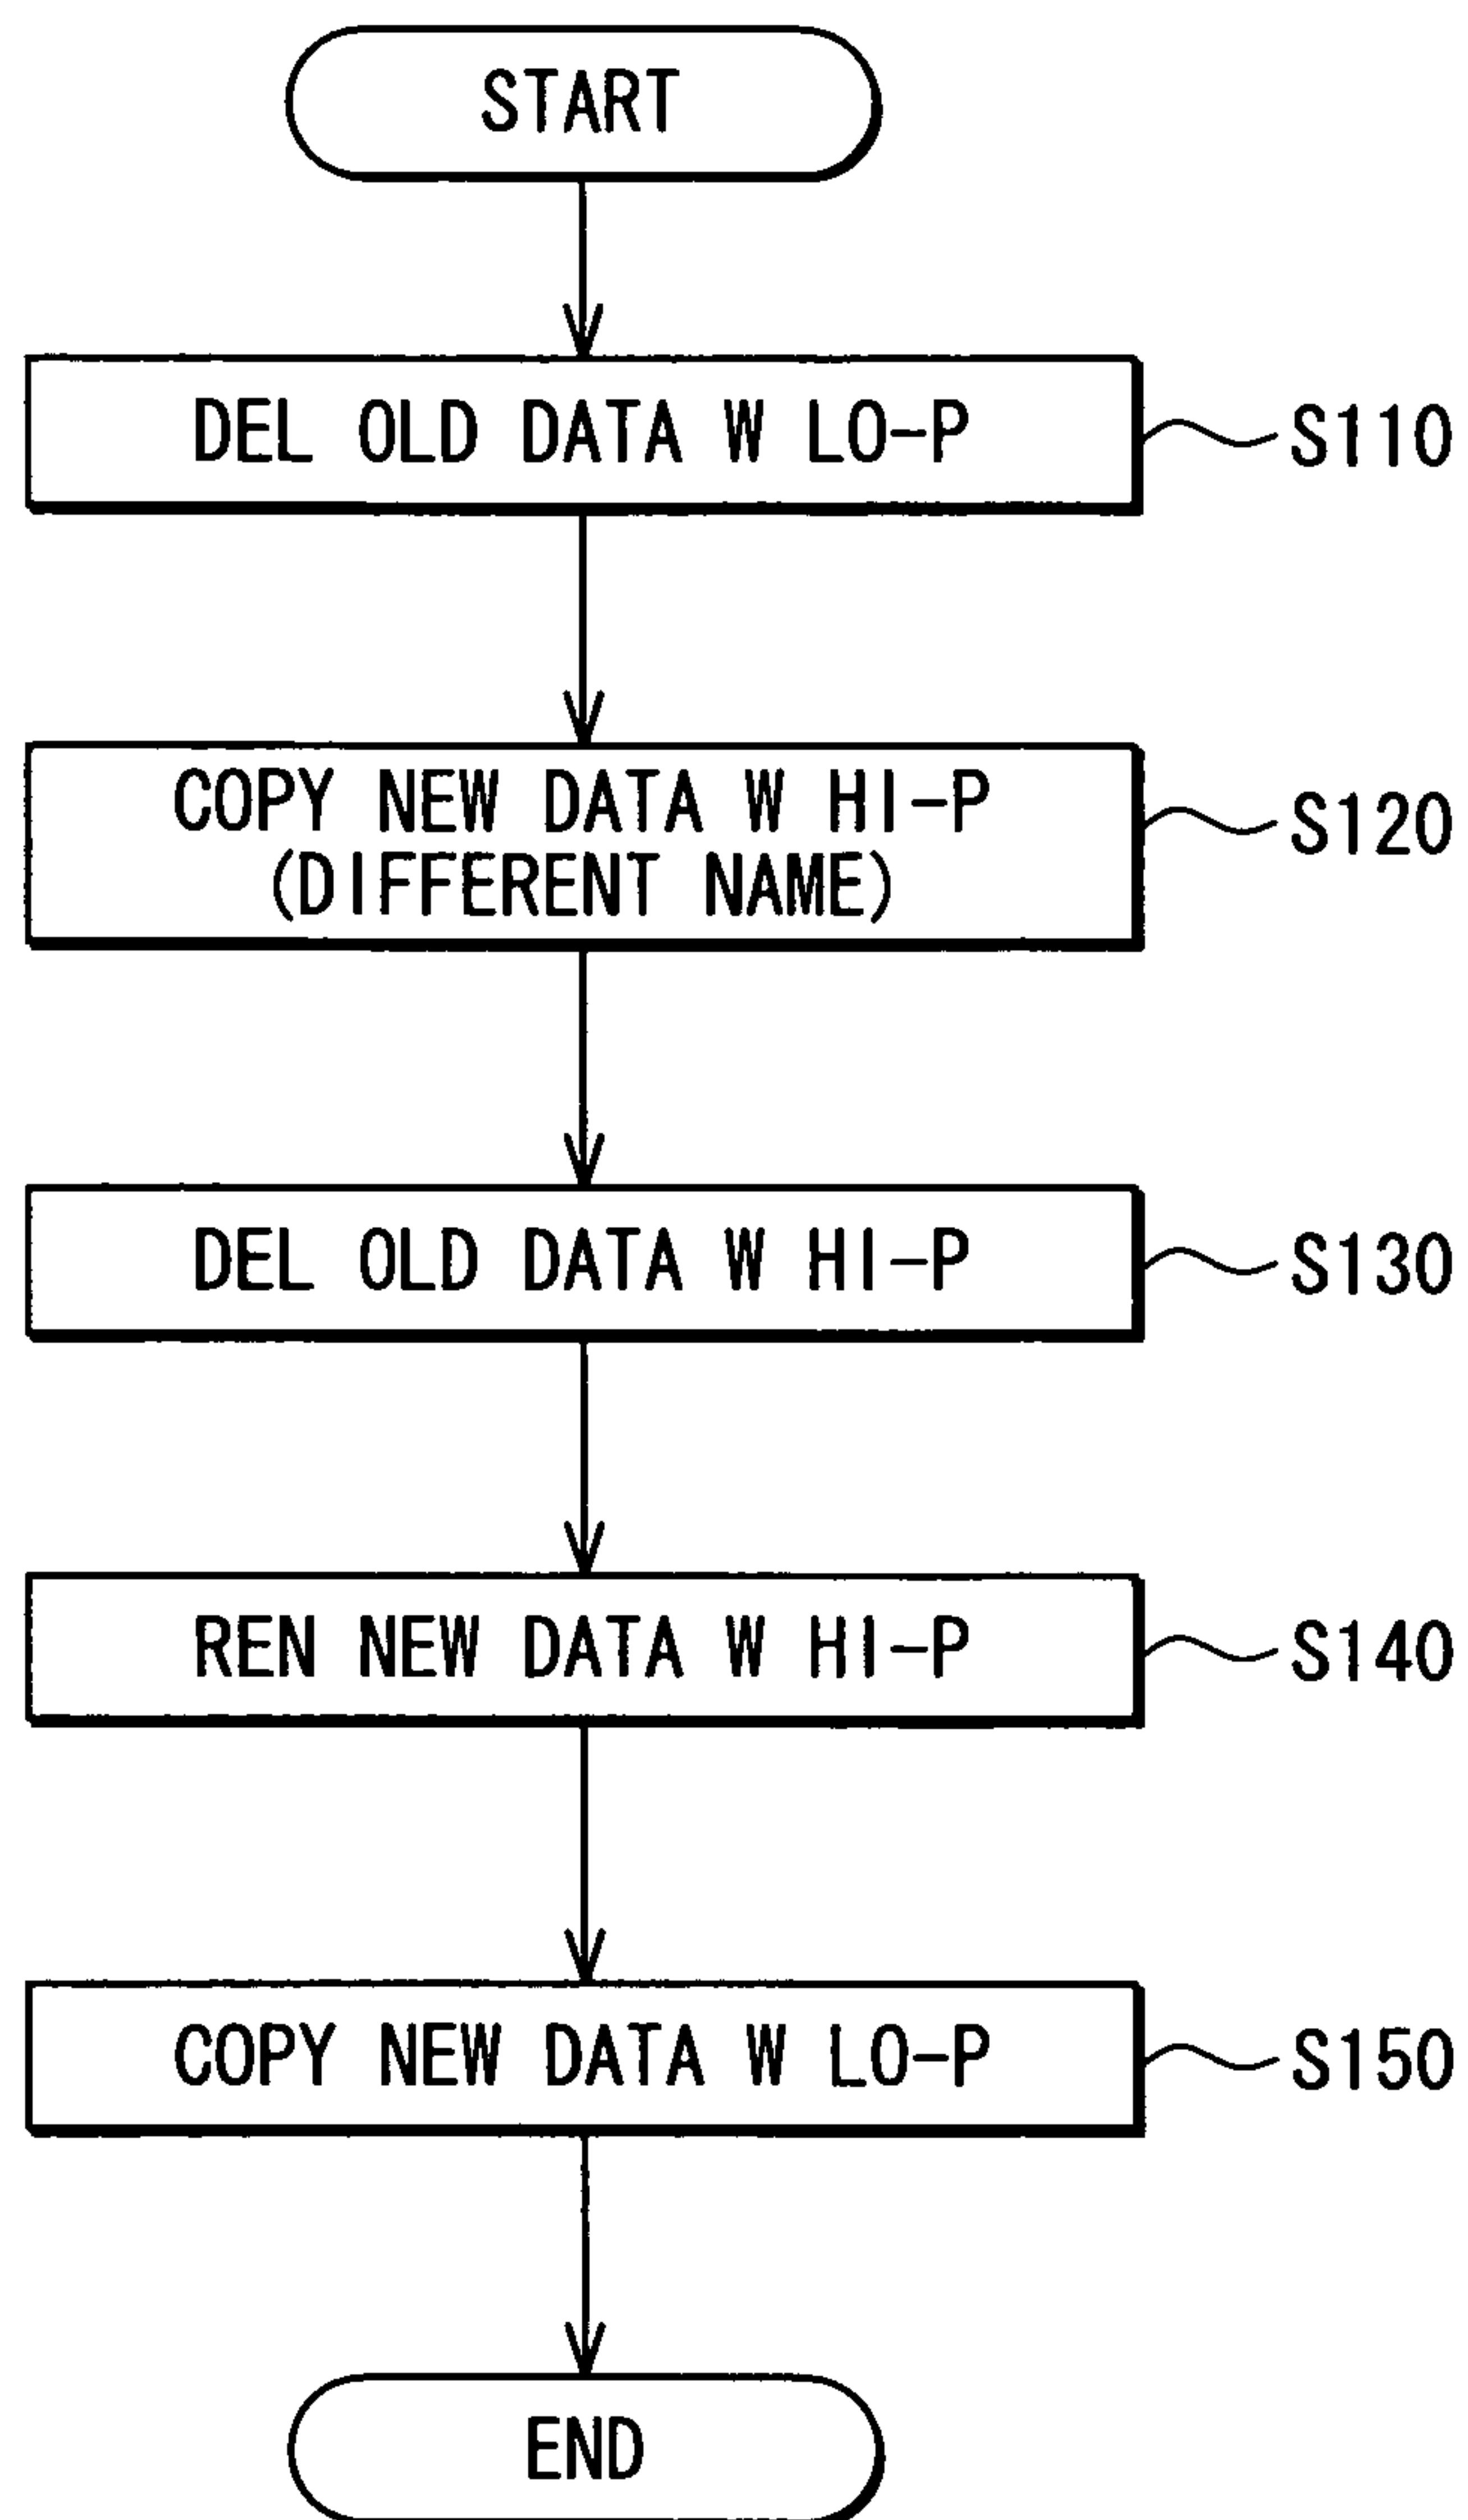 START
DEL OLD DATA W LO-P
S110
COPY NEW DATA W HI-P
(DIFFERENT NAME)
S120
DEL OLD DATA W HI-P
S130
REN NEW DATA W HI-P
S140
COPY NEW DATA W LO-P
S150
END